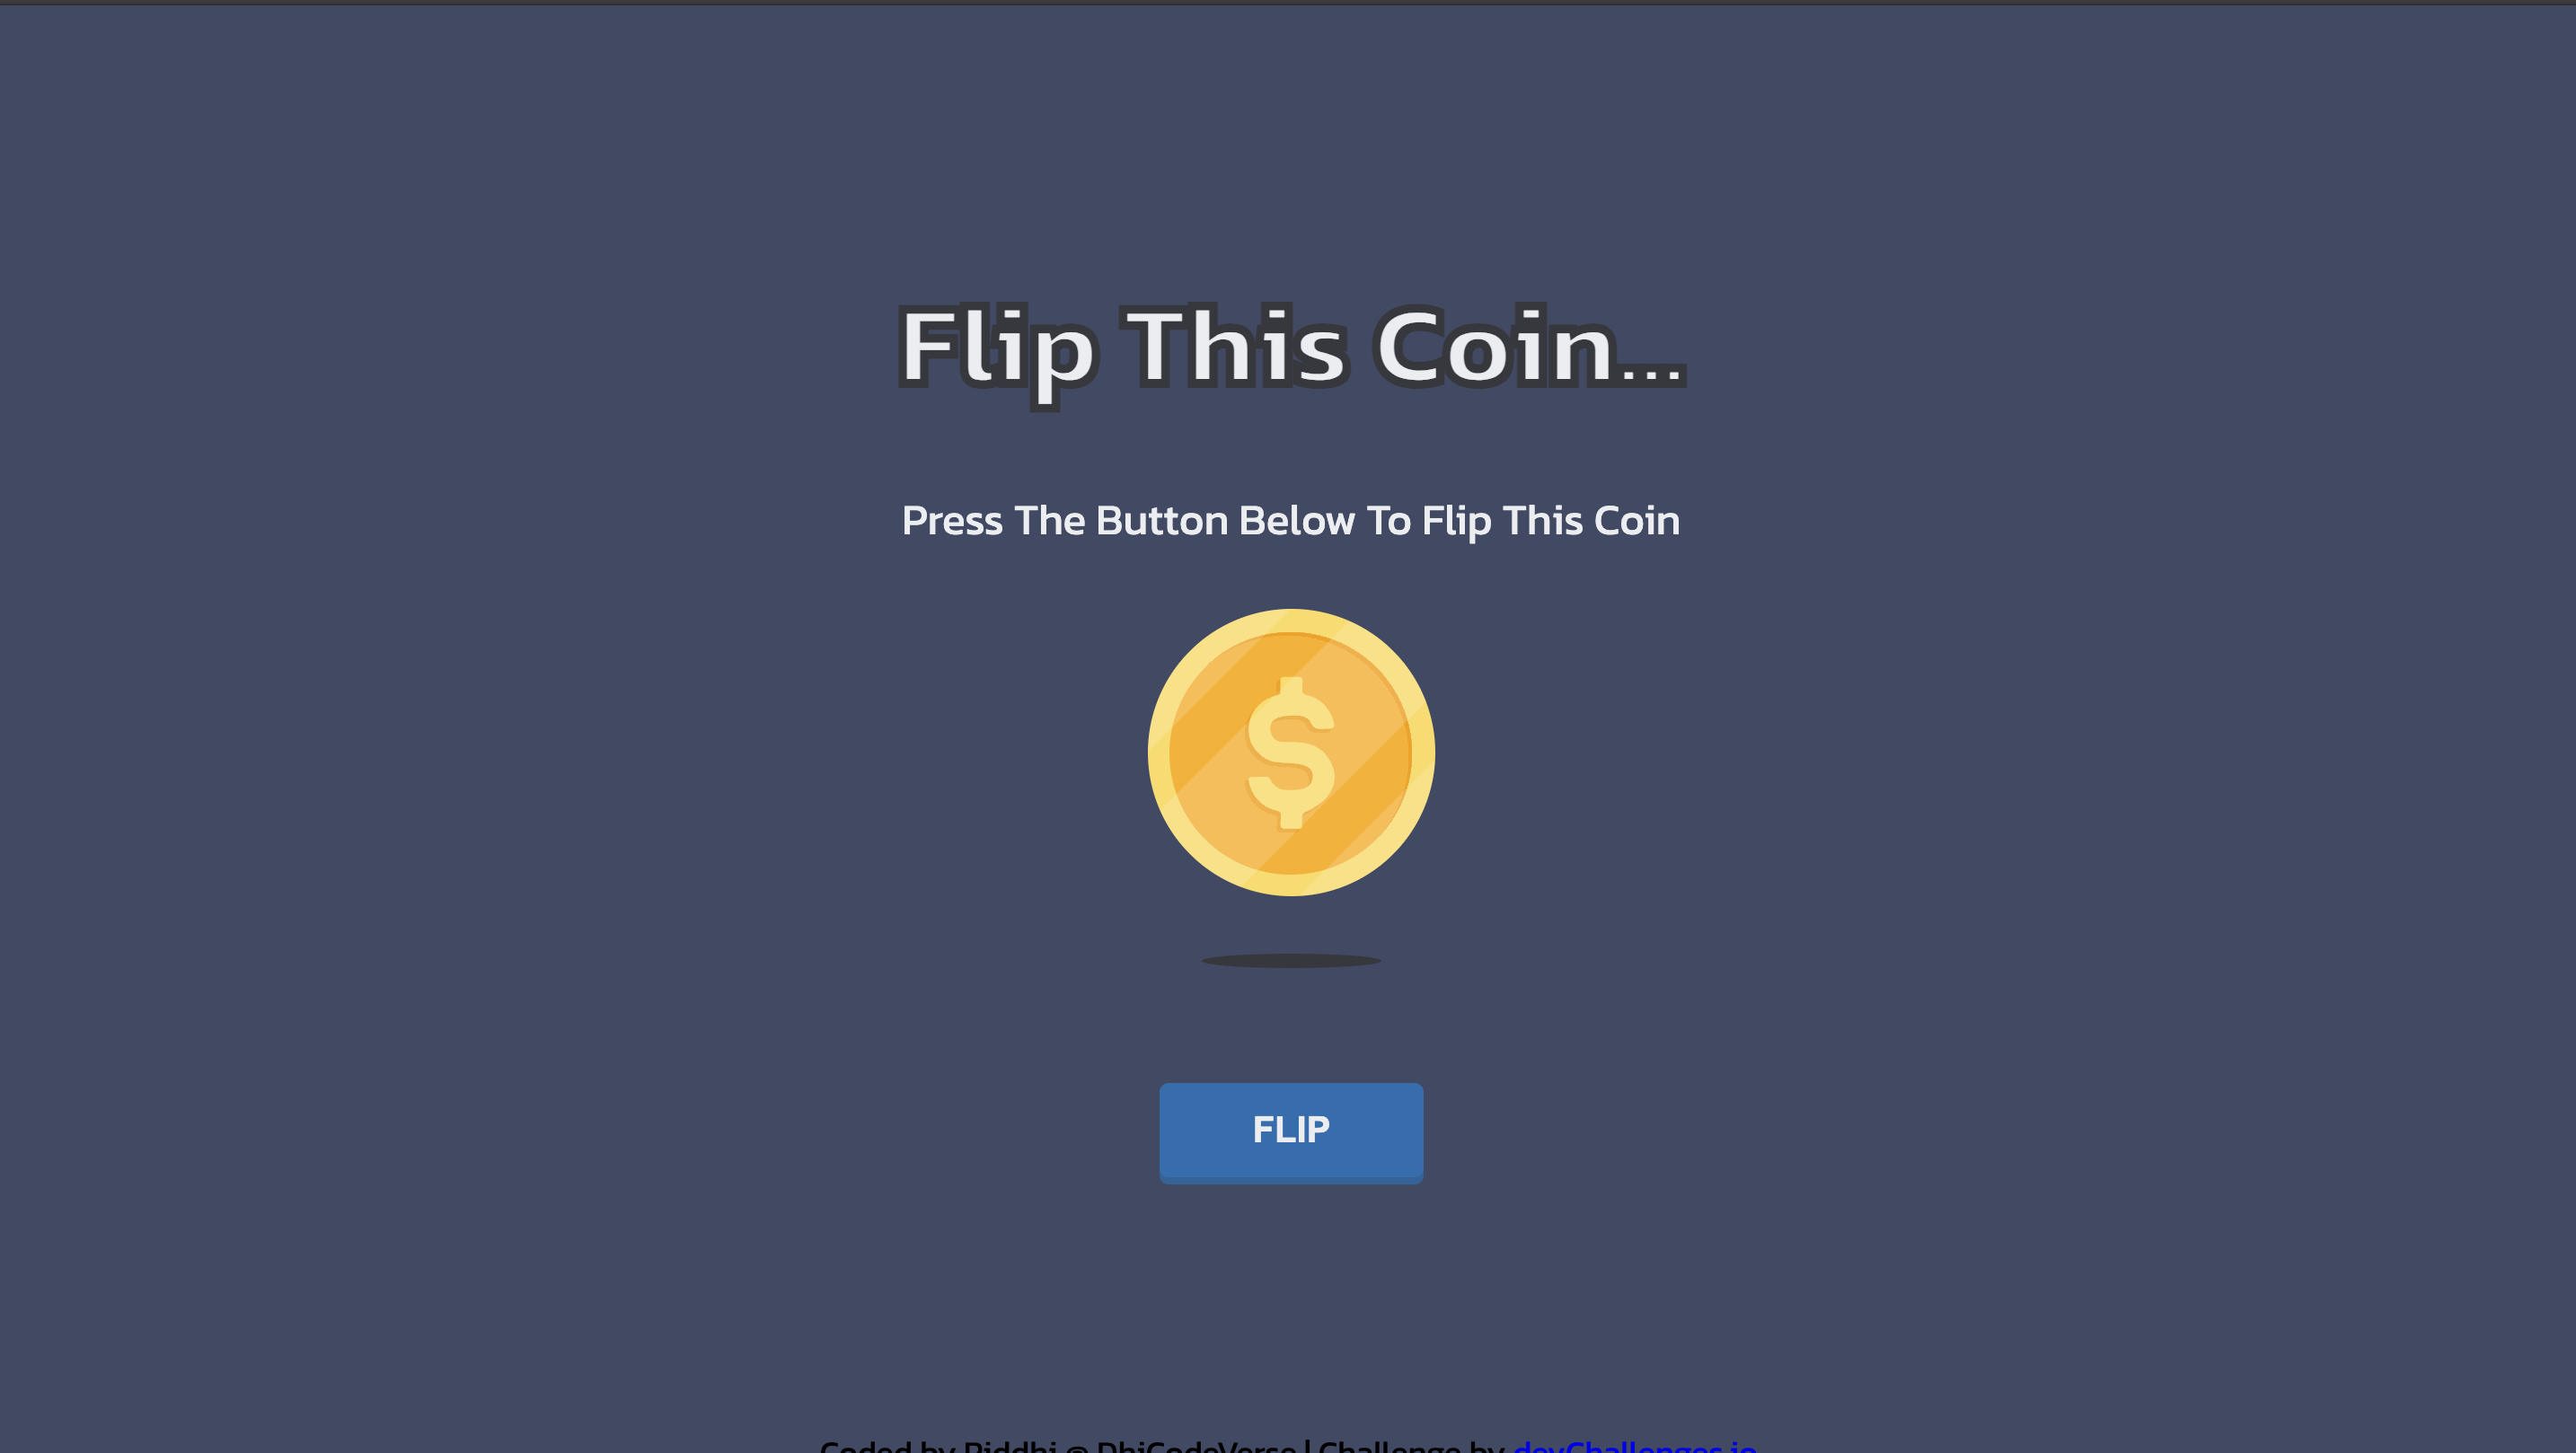 Flip This Coin...
Press The Button Below To Flip This Coin
$
FLIP
Coded by Riddhi @ DhiCodeVerse | Challenge by devChallenges.io